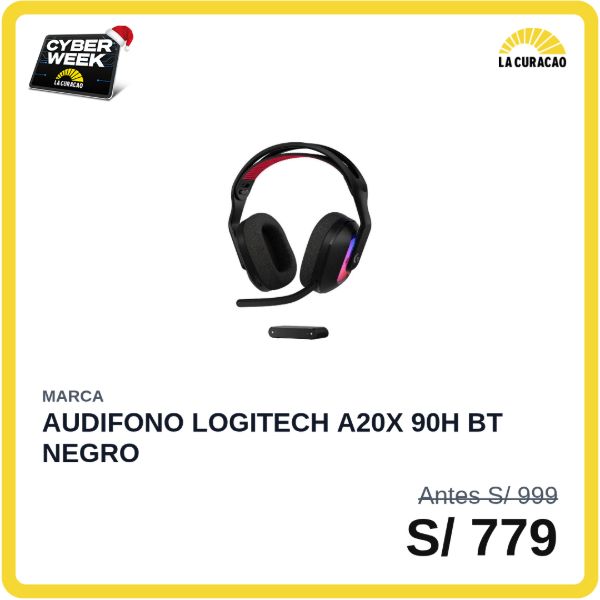 CYBER
WEEK
LA CURACAO
LA CURACAO
MARCA
AUDIFONO LOGITECH A20X 90H BT
NEGRO
Antes S/ 999
S/ 779